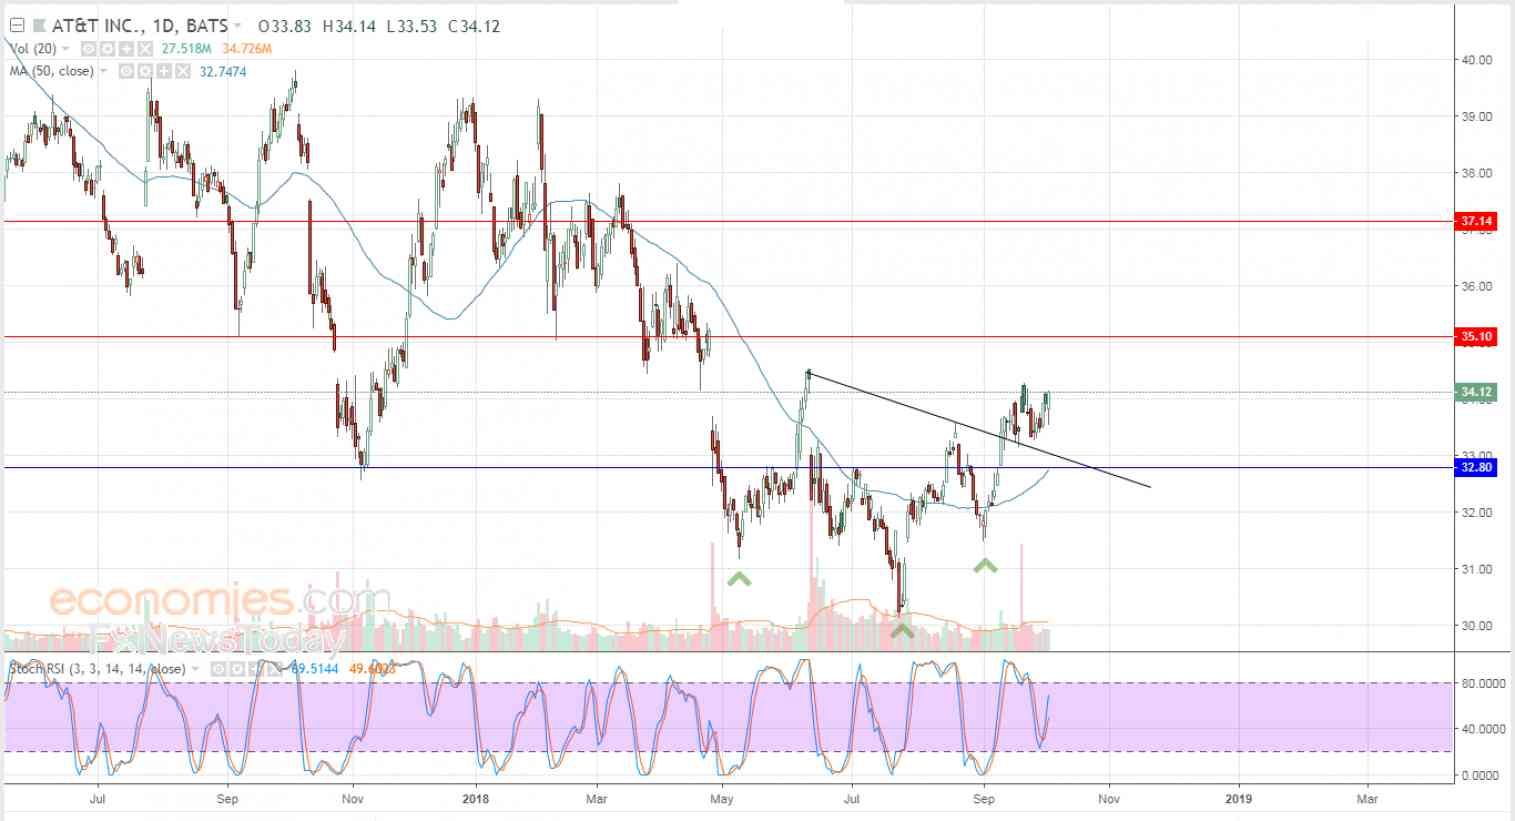 AT&T INC., 1D, BATS O33.83 H34.14 L33.53 C34.12
Vol (20) 27.518M 34.726M
MA (50, close) 32.7474
40.00
39.00
38.00
37.14
37.00
36.00
35.10
34.12
33.00
32.80
32.00
31.00
30.00
economies.com
FxNewsToday
Stoch RSI (3, 3, 14, 14, close) 69.5144 49.6023
80.0000
40.0000
0.0000
Jul Sep Nov 2018 Mar May Jul Sep Nov 2019 Mar